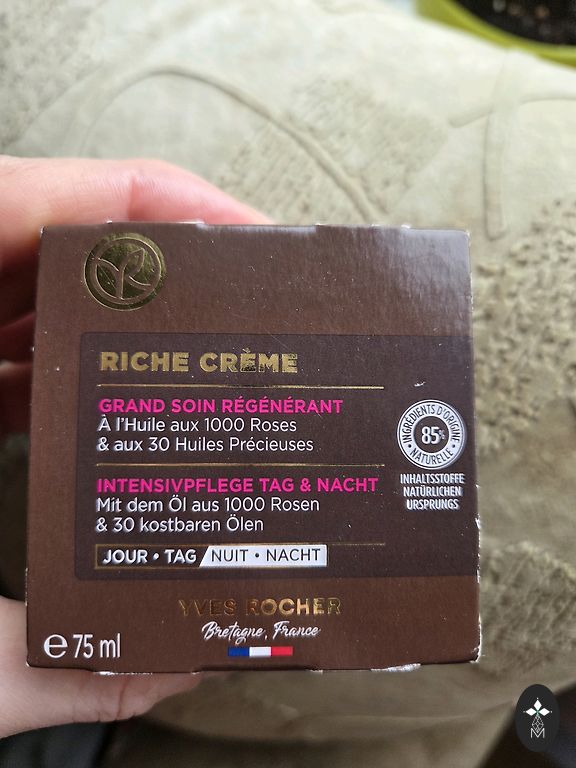 RICHE CRÈME
GRAND SOIN RÉGÉNÉRANT
À l'Huile aux 1000 Roses
& aux 30 Huiles Précieuses
INGRÉDIENTS D'ORIGINE
85%
NATURELLE
INHALTSSTOFFE
NATÜRLICHEN
URSPRUNGS
INTENSIVPFLEGE TAG & NACHT
Mit dem Öl aus 1000 Rosen
& 30 kostbaren Ölen
JOUR • TAG NUIT • NACHT
YVES ROCHER
Bretagne, France
e 75 ml
M